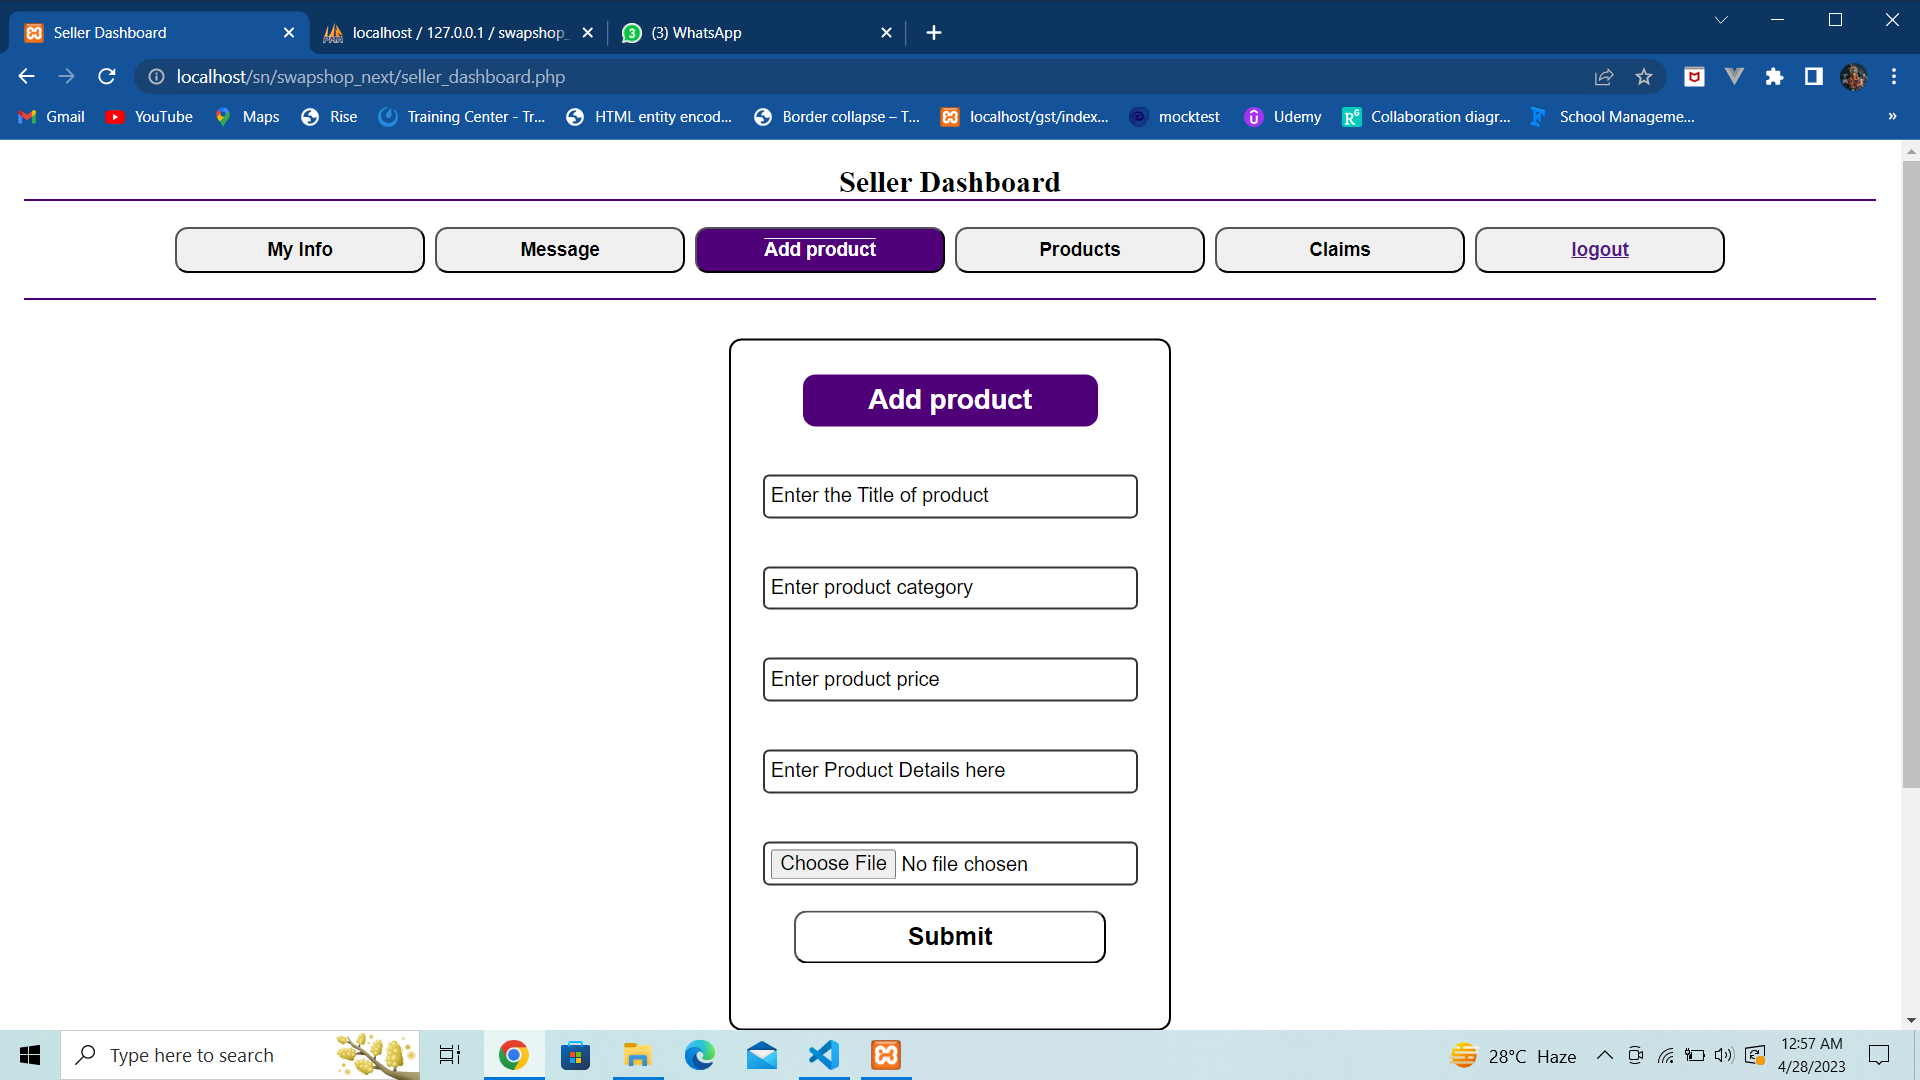 Seller Dashboard
localhost / 127.0.0.1 / swapshop_
(3) WhatsApp
localhost/sn/swapshop_next/seller_dashboard.php
Gmail YouTube Maps Rise Training Center - Tr... HTML entity encod... Border collapse – T... localhost/gst/index... mocktest Udemy Collaboration diagr... School Manageme... »
Seller Dashboard
My Info Message Add product Products Claims logout
Add product
Enter the Title of product
Enter product category
Enter product price
Enter Product Details here
Choose File No file chosen
Submit
Type here to search
28°C Haze
12:57 AM
4/28/2023